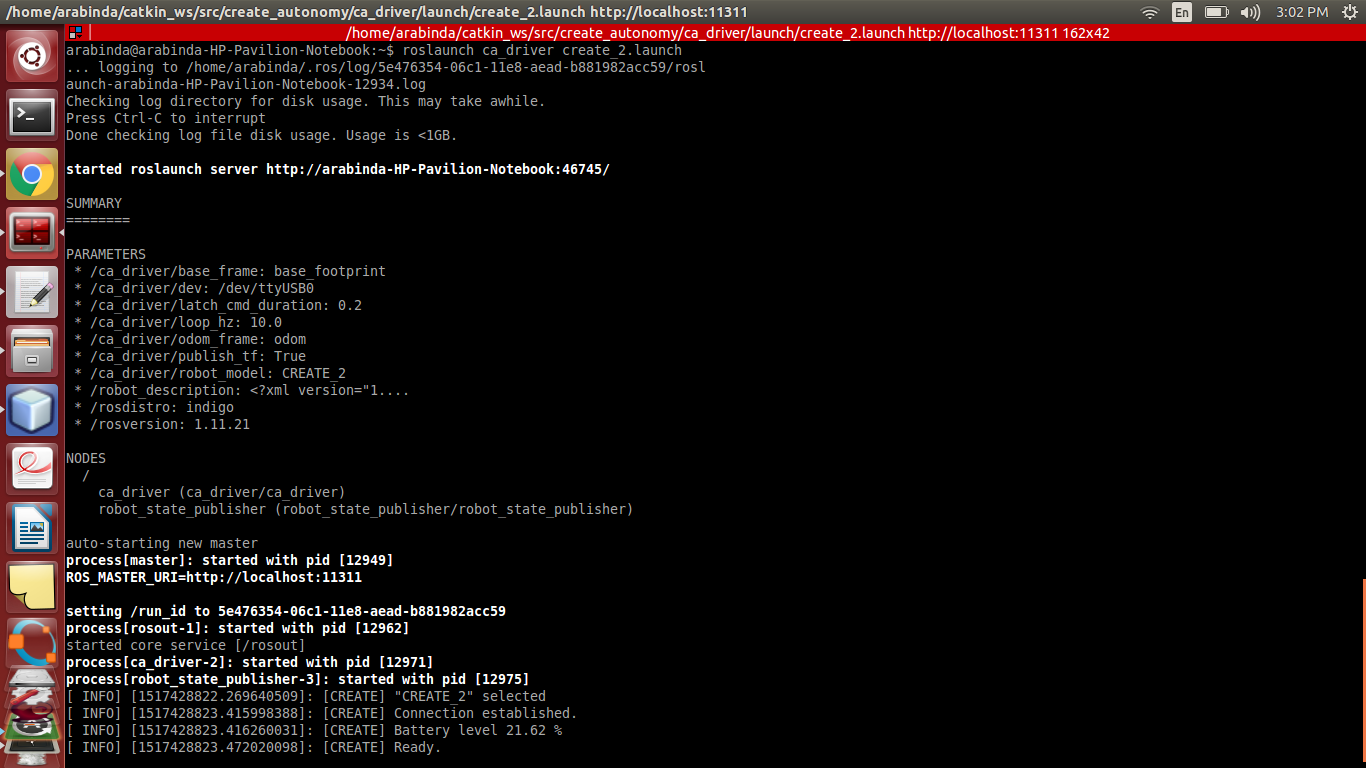 /home/arabinda/catkin_ws/src/create_autonomy/ca_driver/launch/create_2.launch http://localhost:11311
En
3:02 PM
/home/arabinda/catkin_ws/src/create_autonomy/ca_driver/launch/create_2.launch http://localhost:11311 162x42
arabinda@arabinda-HP-Pavilion-Notebook:~$ roslaunch ca_driver create_2.launch
... logging to /home/arabinda/.ros/log/5e476354-06c1-11e8-aead-b881982acc59/rosl
aunch-arabinda-HP-Pavilion-Notebook-12934.log
Checking log directory for disk usage. This may take awhile.
Press Ctrl-C to interrupt
Done checking log file disk usage. Usage is <1GB.
started roslaunch server http://arabinda-HP-Pavilion-Notebook:46745/
SUMMARY
========
PARAMETERS
* /ca_driver/base_frame: base_footprint
* /ca_driver/dev: /dev/ttyUSB0
* /ca_driver/latch_cmd_duration: 0.2
* /ca_driver/loop_hz: 10.0
* /ca_driver/odom_frame: odom
* /ca_driver/publish_tf: True
* /ca_driver/robot_model: CREATE_2
* /robot_description: <?xml version="1....
* /rosdistro: indigo
* /rosversion: 1.11.21
NODES
/
ca_driver (ca_driver/ca_driver)
robot_state_publisher (robot_state_publisher/robot_state_publisher)
auto-starting new master
process[master]: started with pid [12949]
ROS_MASTER_URI=http://localhost:11311
setting /run_id to 5e476354-06c1-11e8-aead-b881982acc59
process[rosout-1]: started with pid [12962]
started core service [/rosout]
process[ca_driver-2]: started with pid [12971]
process[robot_state_publisher-3]: started with pid [12975]
[ INFO] [1517428822.269640509]: [CREATE] "CREATE_2" selected
[ INFO] [1517428823.415998388]: [CREATE] Connection established.
[ INFO] [1517428823.416260031]: [CREATE] Battery level 21.62 %
[ INFO] [1517428823.472020098]: [CREATE] Ready.